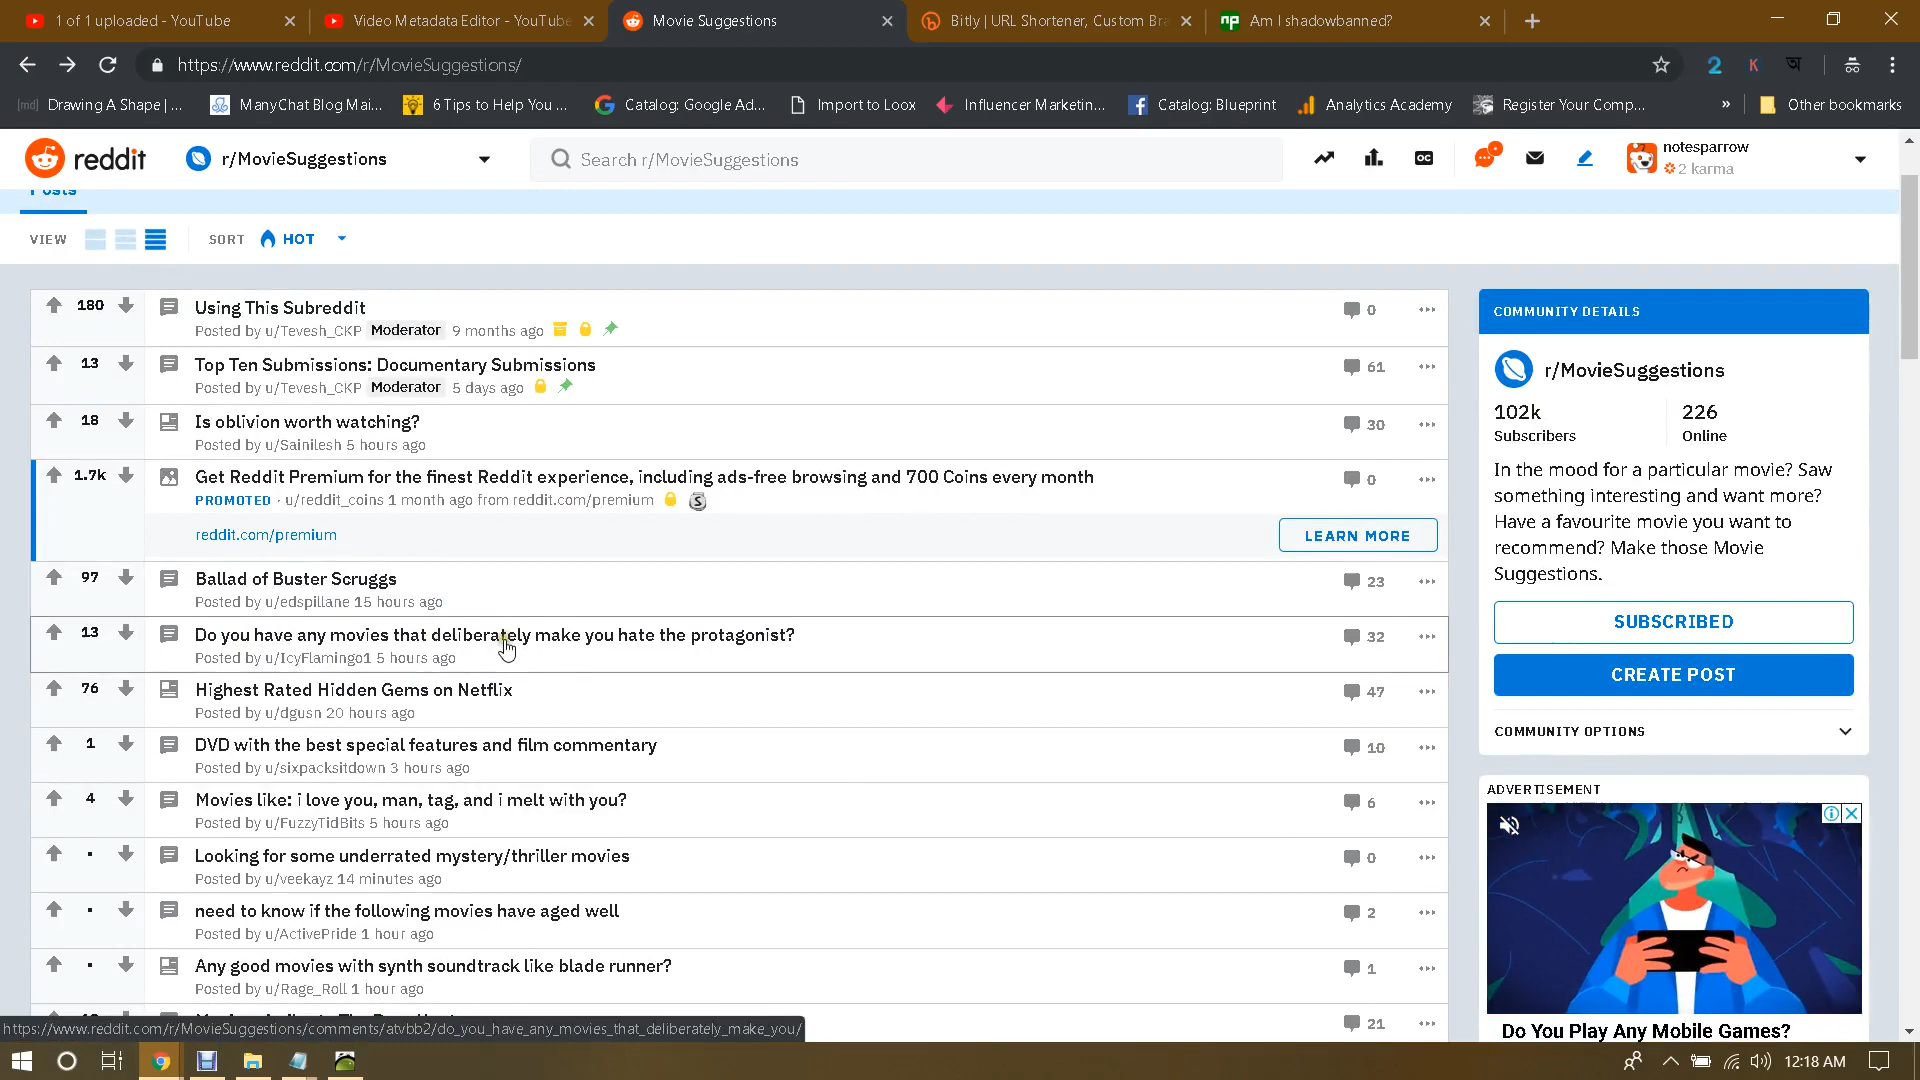 1 of 1 uploaded - YouTube
Video Metadata Editor - YouTube
Movie Suggestions
Bitly | URL Shortener, Custom Bra
Am I shadowbanned?
https://www.reddit.com/r/MovieSuggestions/
2
K
অ
[md] Drawing A Shape | ...
ManyChat Blog Mai...
6 Tips to Help You ...
Catalog: Google Ad...
Import to Loox
Influencer Marketin...
Catalog: Blueprint
Analytics Academy
Register Your Comp...
»
Other bookmarks
reddit
r/MovieSuggestions
Search r/MovieSuggestions
OC
notesparrow
2 karma
Posts
VIEW
SORT
HOT
180
Using This Subreddit
0
Posted by u/Tevesh_CKP Moderator 9 months ago
13
Top Ten Submissions: Documentary Submissions
61
Posted by u/Tevesh_CKP Moderator 5 days ago
18
Is oblivion worth watching?
30
Posted by u/Sainilesh 5 hours ago
1.7k
Get Reddit Premium for the finest Reddit experience, including ads-free browsing and 700 Coins every month
0
PROMOTED · u/reddit_coins 1 month ago from reddit.com/premium
S
reddit.com/premium
LEARN MORE
97
Ballad of Buster Scruggs
23
Posted by u/edspillane 15 hours ago
13
Do you have any movies that deliberately make you hate the protagonist?
32
Posted by u/IcyFlamingo1 5 hours ago
76
Highest Rated Hidden Gems on Netflix
47
Posted by u/dgusn 20 hours ago
1
DVD with the best special features and film commentary
10
Posted by u/sixpacksitdown 3 hours ago
4
Movies like: i love you, man, tag, and i melt with you?
6
Posted by u/FuzzyTidBits 5 hours ago
•
Looking for some underrated mystery/thriller movies
0
Posted by u/veekayz 14 minutes ago
•
need to know if the following movies have aged well
2
Posted by u/ActivePride 1 hour ago
•
Any good movies with synth soundtrack like blade runner?
1
Posted by u/Rage_Roll 1 hour ago
21
COMMUNITY DETAILS
r/MovieSuggestions
102k
Subscribers
226
Online
In the mood for a particular movie? Saw
something interesting and want more?
Have a favourite movie you want to
recommend? Make those Movie
Suggestions.
SUBSCRIBED
CREATE POST
COMMUNITY OPTIONS
ADVERTISEMENT
Do You Play Any Mobile Games?
https://www.reddit.com/r/MovieSuggestions/comments/atvbb2/do_you_have_any_movies_that_deliberately_make_you/
12:18 AM